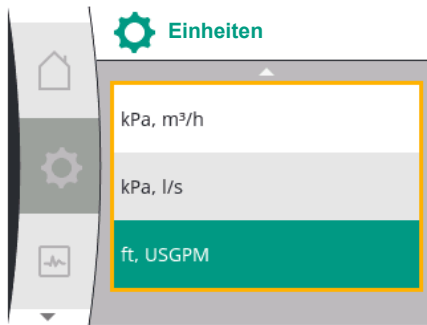 Einheiten
kPa, m³/h
kPa, l/s
ft, USGPM